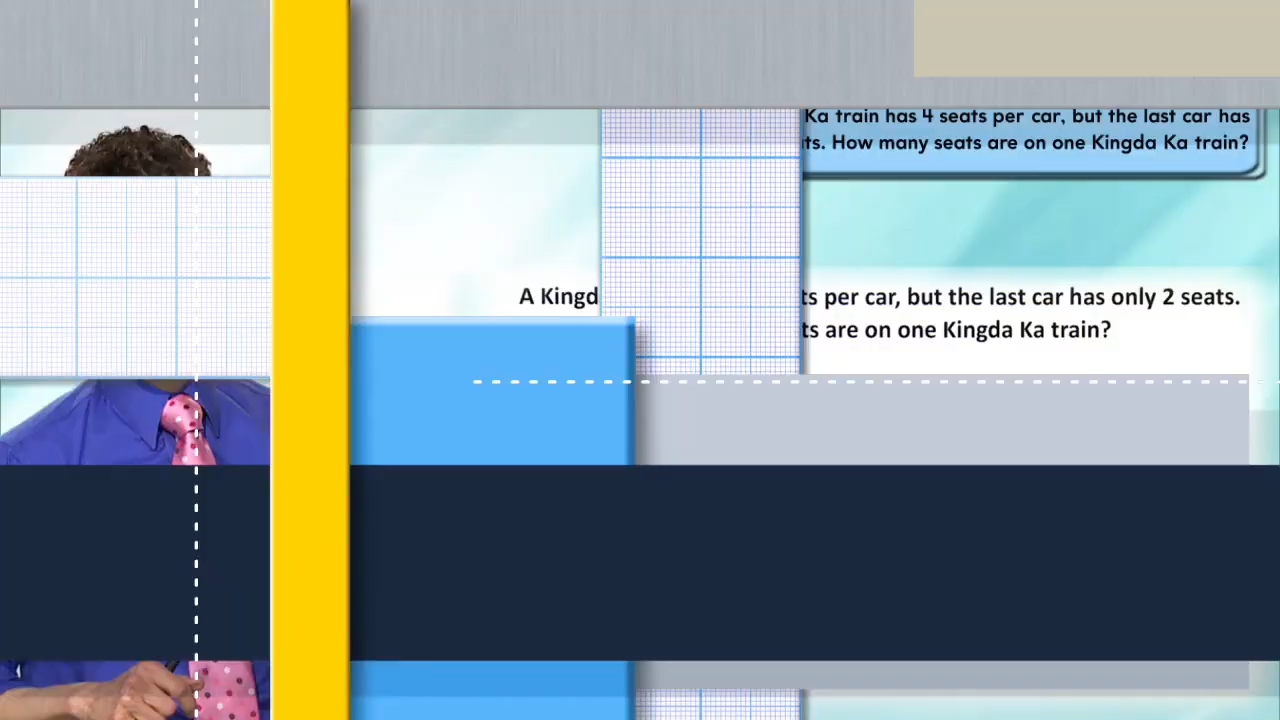 Ka train has 4 seats per car, but the last car has
ts. How many seats are on one Kingda Ka train?
A Kingd ts per car, but the last car has only 2 seats.
ts are on one Kingda Ka train?